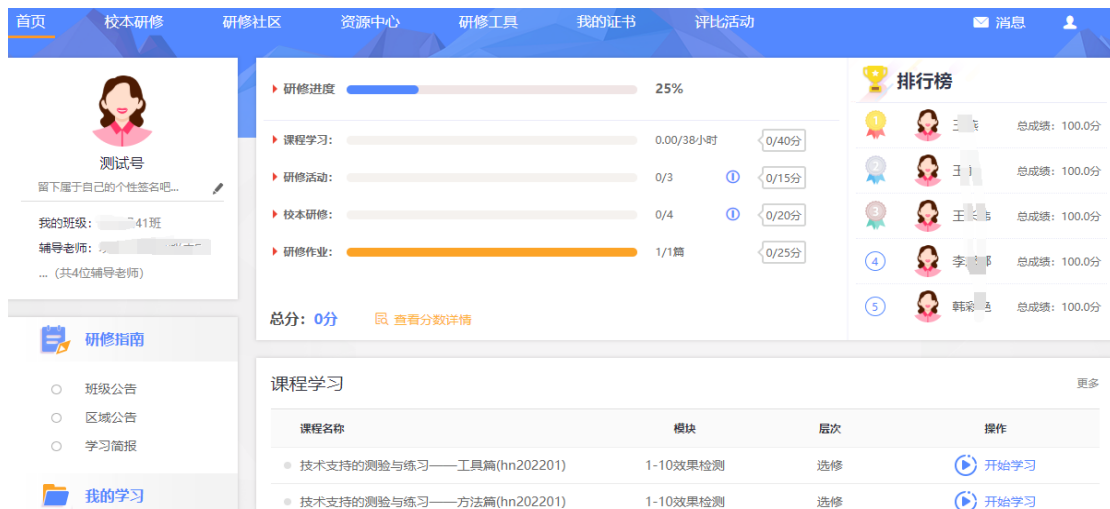 首页 校本研修 研修社区 资源中心 研修工具 我的证书 评比活动 消息
测试号
留下属于自己的个性签名吧...
我的班级： 41班
辅导老师：
... （共4位辅导老师）
研修指南
班级公告
区域公告
学习简报
我的学习
研修进度 25%
课程学习： 0.00/38小时 0/40分
研修活动： 0/3 0/15分
校本研修： 0/4 0/20分
研修作业： 1/1篇 0/25分
总分：0分 查看分数详情
排行榜
1 王 总成绩：100.0分
2 王 总成绩：100.0分
3 王 总成绩：100.0分
4 李 总成绩：100.0分
5 韩 总成绩：100.0分
课程学习 更多
课程名称 模块 层次 操作
技术支持的测验与练习——工具篇(hn202201) 1-10效果检测 选修 开始学习
技术支持的测验与练习——方法篇(hn202201) 1-10效果检测 选修 开始学习